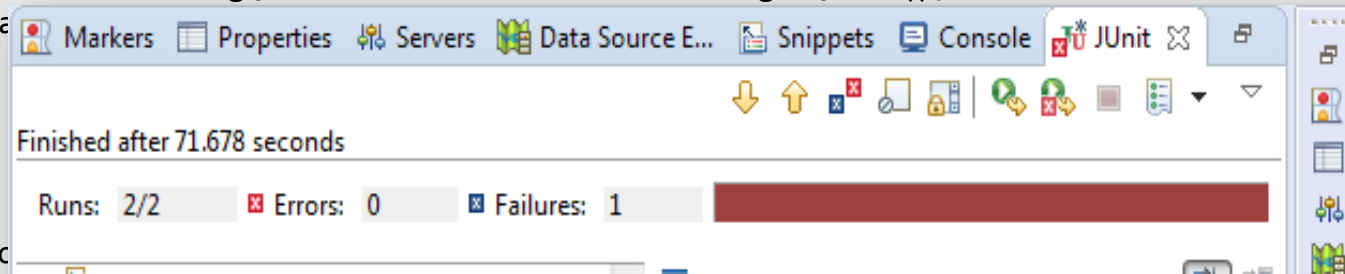 Markers Properties Servers Data Source E... Snippets Console JUnit
Finished after 71.678 seconds
Runs: 2/2 Errors: 0 Failures: 1